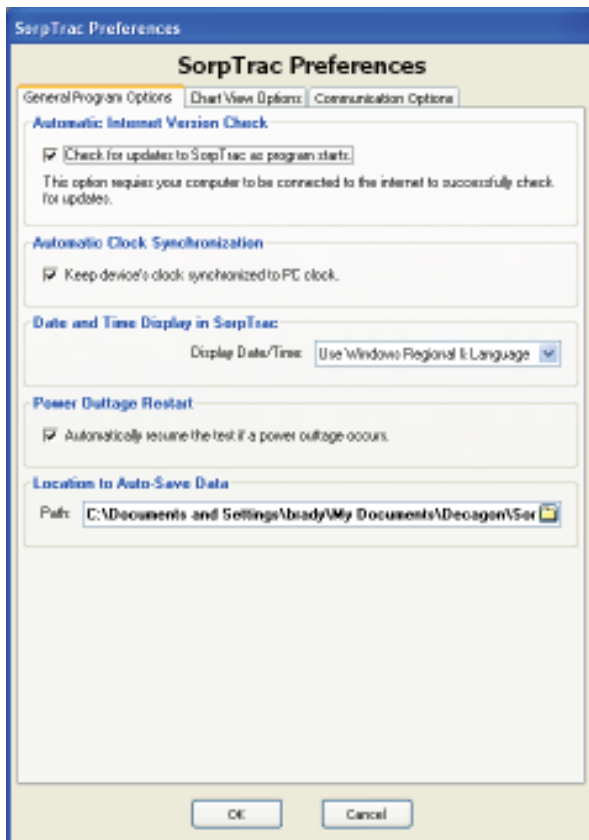 SorpTrac Preferences
SorpTrac Preferences
General Program Options Chart View Options Communication Options
Automatic Internet Version Check
Check for updates to SorpTrac as program starts.
This option requires your computer to be connected to the internet to successfully check
for updates.
Automatic Clock Synchronization
Keep device's clock synchronized to PC clock.
Date and Time Display in SorpTrac
Display Date/Time: Use Windows Regional & Language
Power Outtage Restart
Automatically resume the test if a power outtage occurs.
Location to Auto-Save Data
Path: C:\Documents and Settings\brady\My Documents\Decagon\Sor
OK Cancel